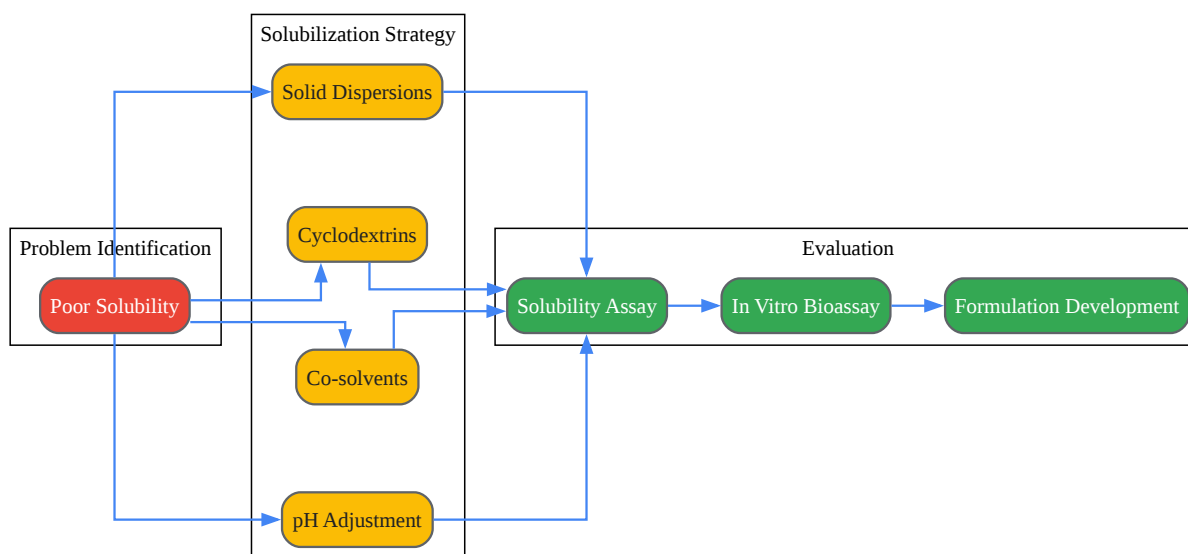 Solubilization Strategy
Solid Dispersions
Problem Identification
Poor Solubility
Cyclodextrins
Co-solvents
pH Adjustment
Evaluation
Solubility Assay
In Vitro Bioassay
Formulation Development